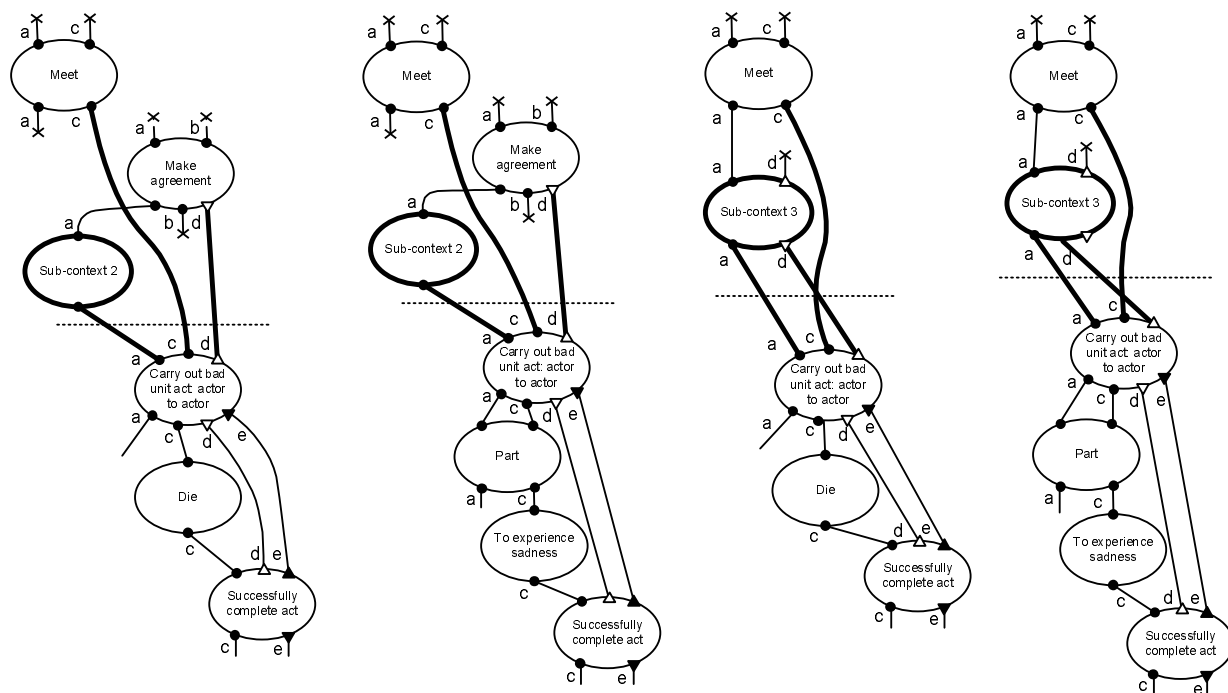 a c
Meet
a c
a b
Make
agreement
a b d
Sub-context 2
a c d
Carry out bad
unit act: actor
to actor
a c d e
Die
c d e
Successfully
complete act
c e
a c
Meet
a c
a b
Make
agreement
a b d
Sub-context 2
a c d
Carry out bad
unit act: actor
to actor
a c d e
Part
a c
To experience
sadness
c
Successfully
complete act
c e
a c
Meet
a c
a d
Sub-context 3
a d
a c
Carry out bad
unit act: actor
to actor
a c d e
Die
c d e
Successfully
complete act
c e
a c
Meet
a c
a d
Sub-context 3
a d
a c
Carry out bad
unit act: actor
to actor
a c d e
Part
a c
To experience
sadness
c d e
Successfully
complete act
c e